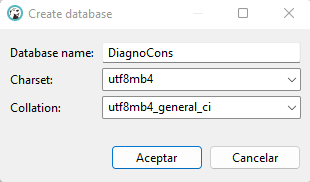 Create database
Database name: DiagnoCons
Charset: utf8mb4
Collation: utf8mb4_general_ci
Aceptar Cancelar